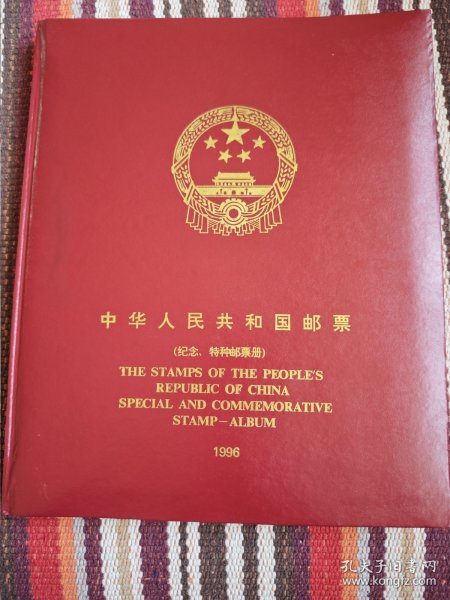 中华人民共和国邮票
(纪念、特种邮票册)
THE STAMPS OF THE PEOPLE'S
REPUBLIC OF CHINA
SPECIAL AND COMMEMORATIVE
STAMP-ALBUM
1996
孔夫子旧书网
www.kongfz.com